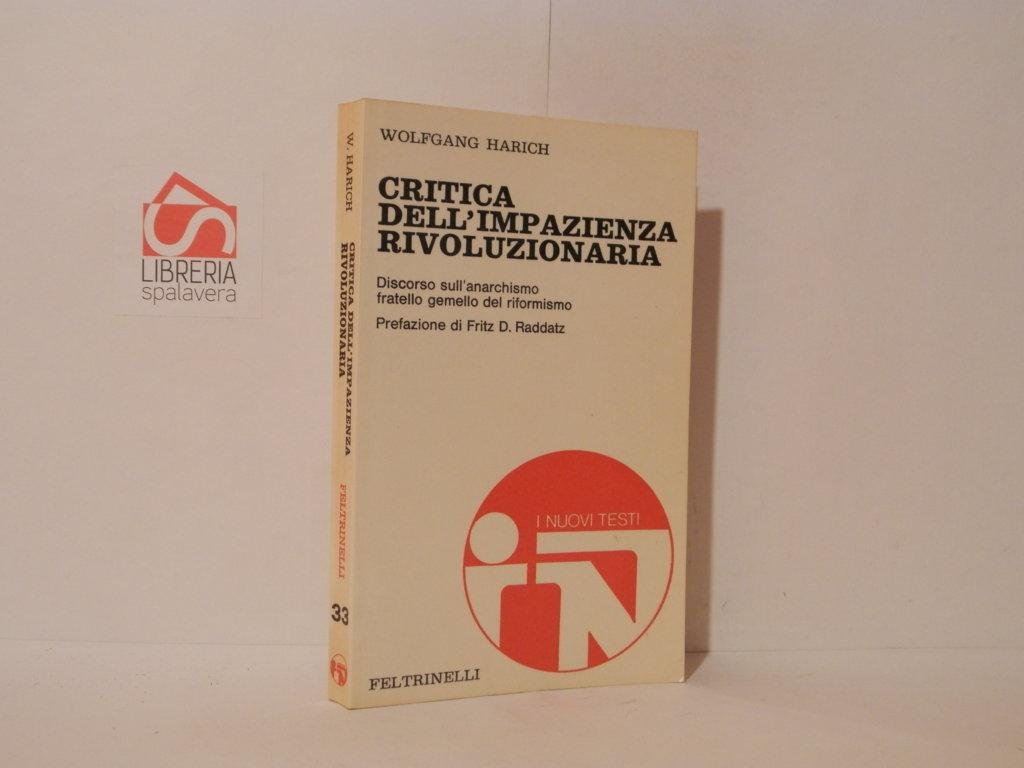 LIBRERIA
spalavera
W. HARICH
CRITICA DELL'IMPAZIENZA
RIVOLUZIONARIA
FELTRINELLI
33
WOLFGANG HARICH
CRITICA
DELL'IMPAZIENZA
RIVOLUZIONARIA
Discorso sull'anarchismo
fratello gemello del riformismo
Prefazione di Fritz D. Raddatz
I NUOVI TESTI
FELTRINELLI